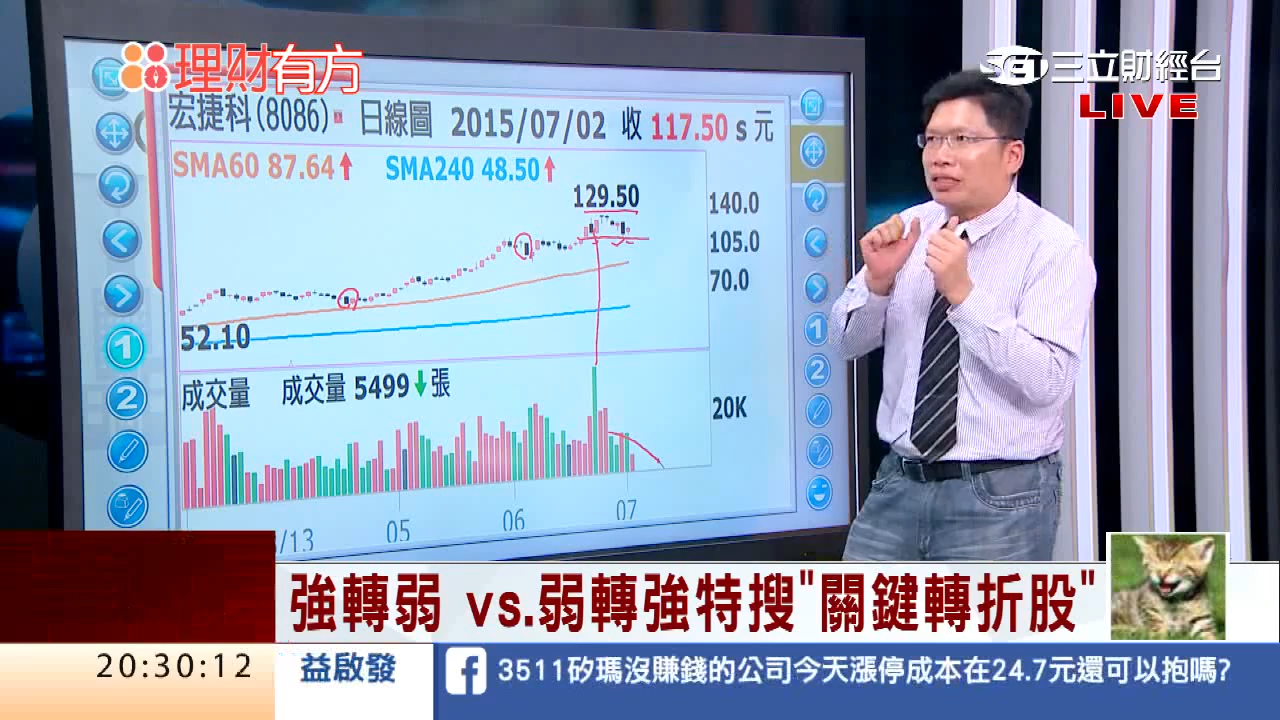 理財有方
三立財經台
LIVE
宏捷科(8086) 日線圖 2015/07/02 收 117.50 s 元
SMA60 87.64↑ SMA240 48.50↑
129.50
140.0
105.0
70.0
52.10
成交量 成交量 5499↓張
20K
/13 05 06 07
1
2
1
2
強轉弱 vs.弱轉強特搜"關鍵轉折股"
20:30:12
益啟發
3511矽瑪沒賺錢的公司今天漲停成本在24.7元還可以抱嗎?